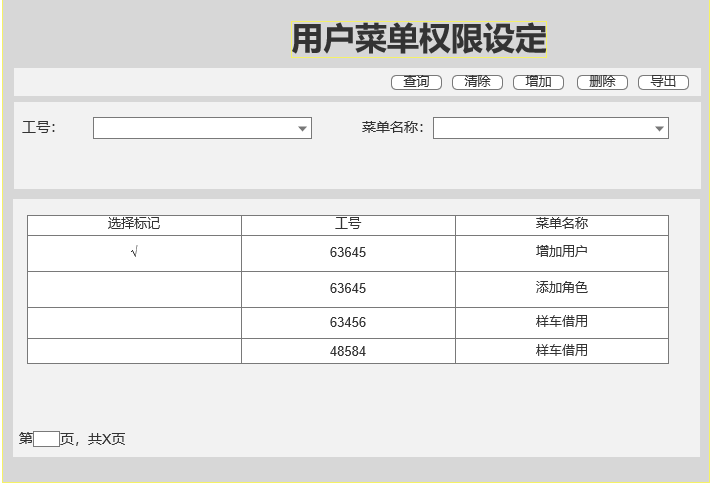 用户菜单权限设定
查询 清除 增加 删除 导出
工号： 菜单名称：
选择标记 工号 菜单名称
√ 63645 增加用户
63645 添加角色
63456 样车借用
48584 样车借用
第 页，共X页